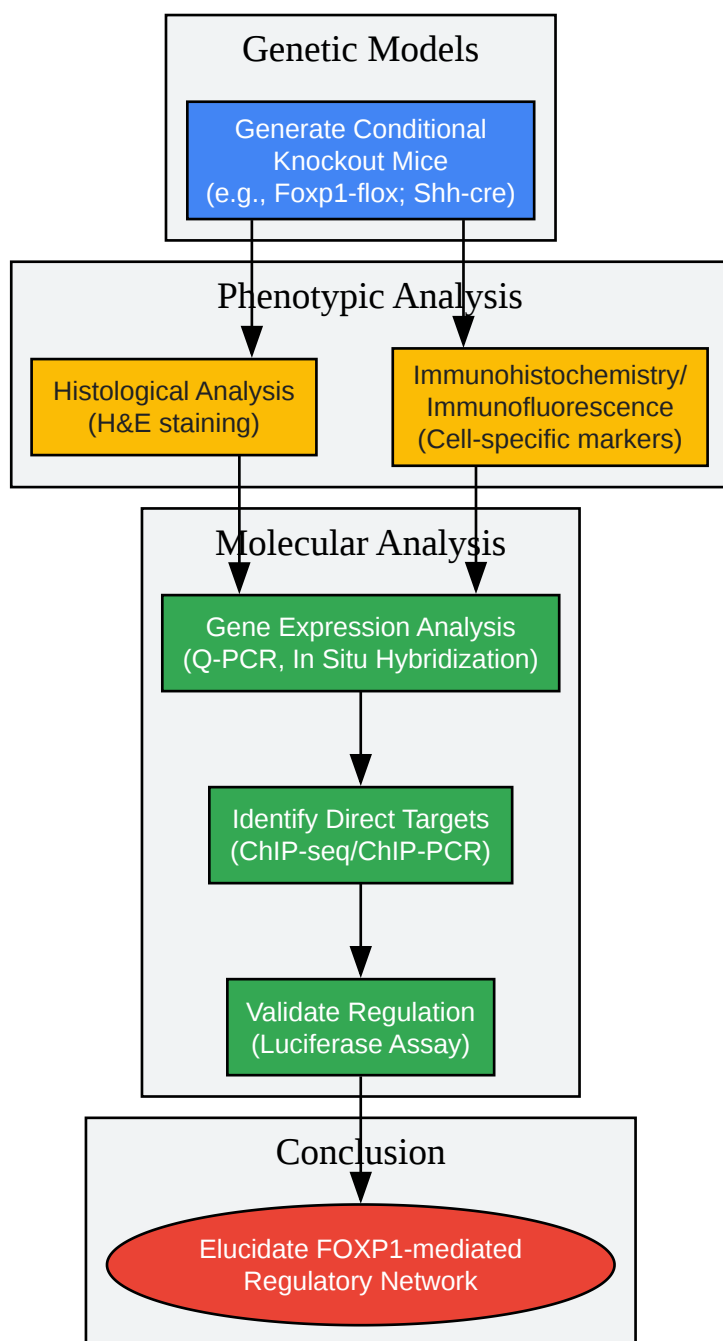 Genetic Models
Generate Conditional
Knockout Mice
(e.g., Foxp1-flox; Shh-cre)
Phenotypic Analysis
Histological Analysis
(H&E staining)
Immunohistochemistry/
Immunofluorescence
(Cell-specific markers)
Molecular Analysis
Gene Expression Analysis
(Q-PCR, In Situ Hybridization)
Identify Direct Targets
(ChIP-seq/ChIP-PCR)
Validate Regulation
(Luciferase Assay)
Conclusion
Elucidate FOXP1-mediated
Regulatory Network